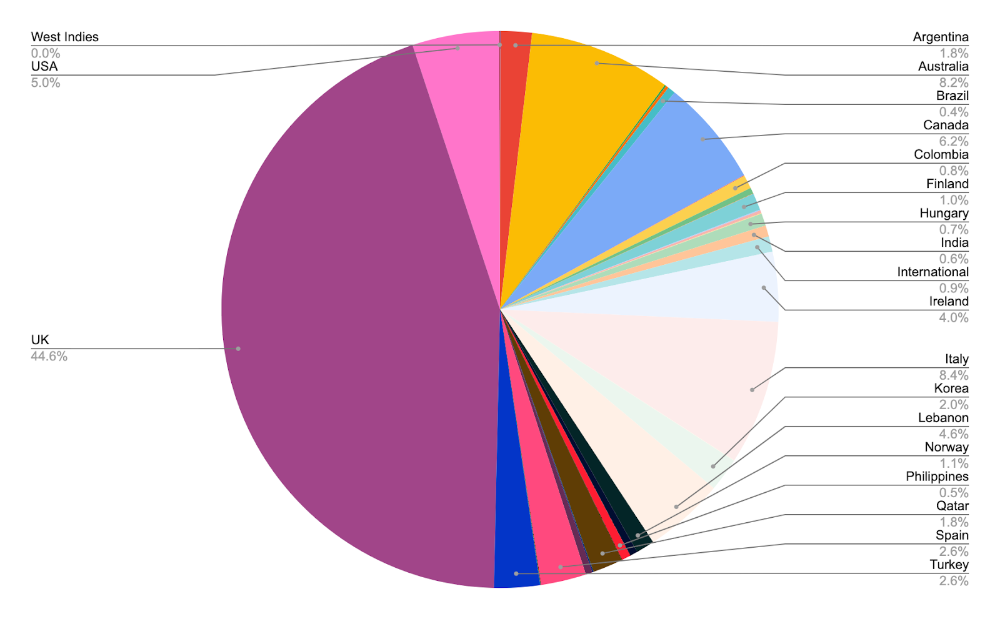 West Indies
0.0%
USA
5.0%
UK
44.6%
Argentina
1.8%
Australia
8.2%
Brazil
0.4%
Canada
6.2%
Colombia
0.8%
Finland
1.0%
Hungary
0.7%
India
0.6%
International
0.9%
Ireland
4.0%
Italy
8.4%
Korea
2.0%
Lebanon
4.6%
Norway
1.1%
Philippines
0.5%
Qatar
1.8%
Spain
2.6%
Turkey
2.6%